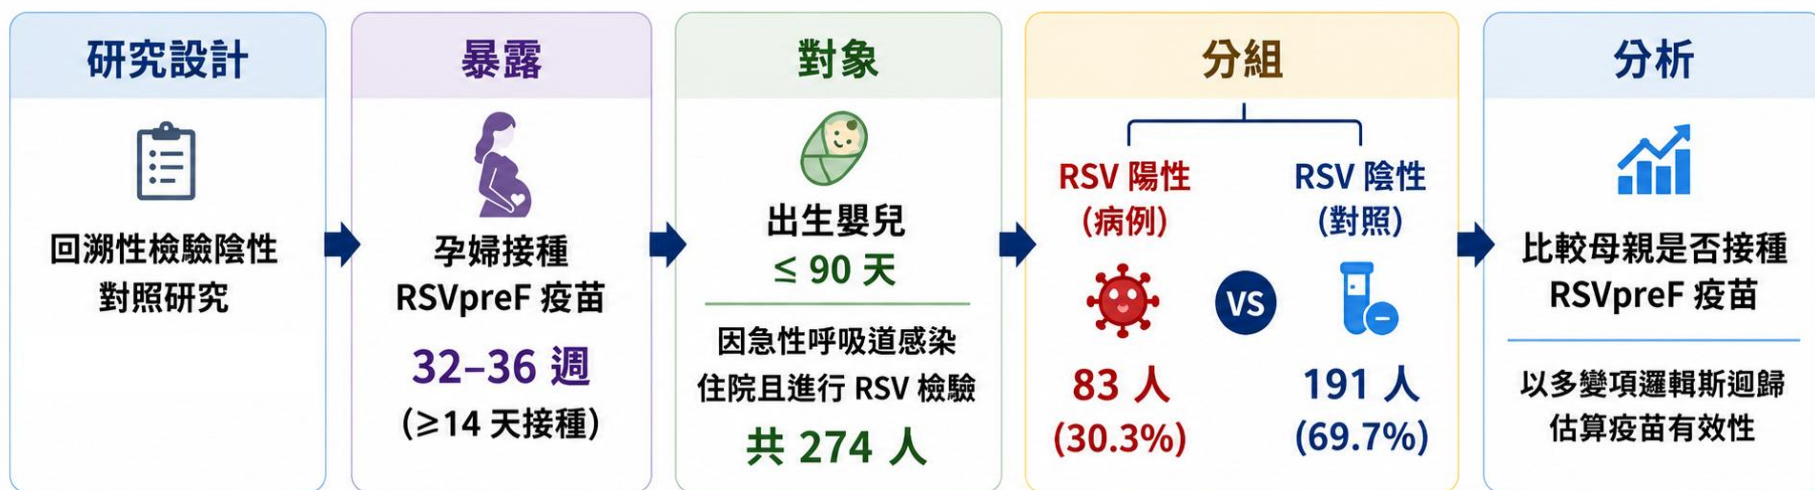 研究設計
回溯性檢驗陰性
對照研究
暴露
孕婦接種
RSVpreF 疫苗
32–36 週
(≥14 天接種)
對象
出生嬰兒
≤ 90 天
因急性呼吸道感染
住院且進行 RSV 檢驗
共 274 人
分組
RSV 陽性
(病例)
83 人
(30.3%)
VS
RSV 陰性
(對照)
191 人
(69.7%)
分析
比較母親是否接種
RSVpreF 疫苗
以多變項邏輯斯迴歸
估算疫苗有效性